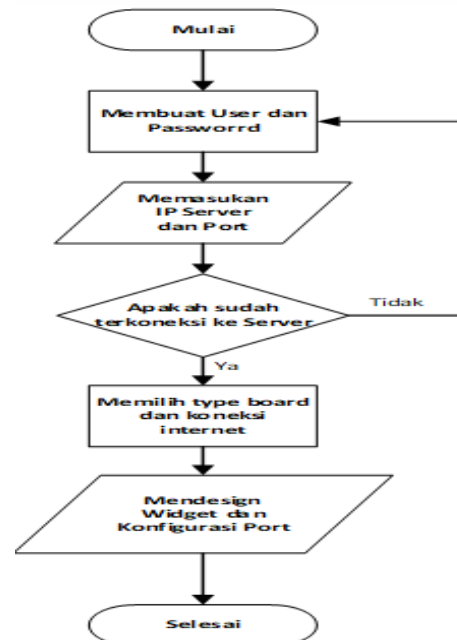 Mulai
Membuat User dan
Passworrd
Memasukan
IP Server
dan Port
Apakah sudah
terkoneksi ke Server
Tidak
Ya
Memilih type board
dan koneksi
internet
Mendesign
Widget dan
Konfigurasi Port
Selesai